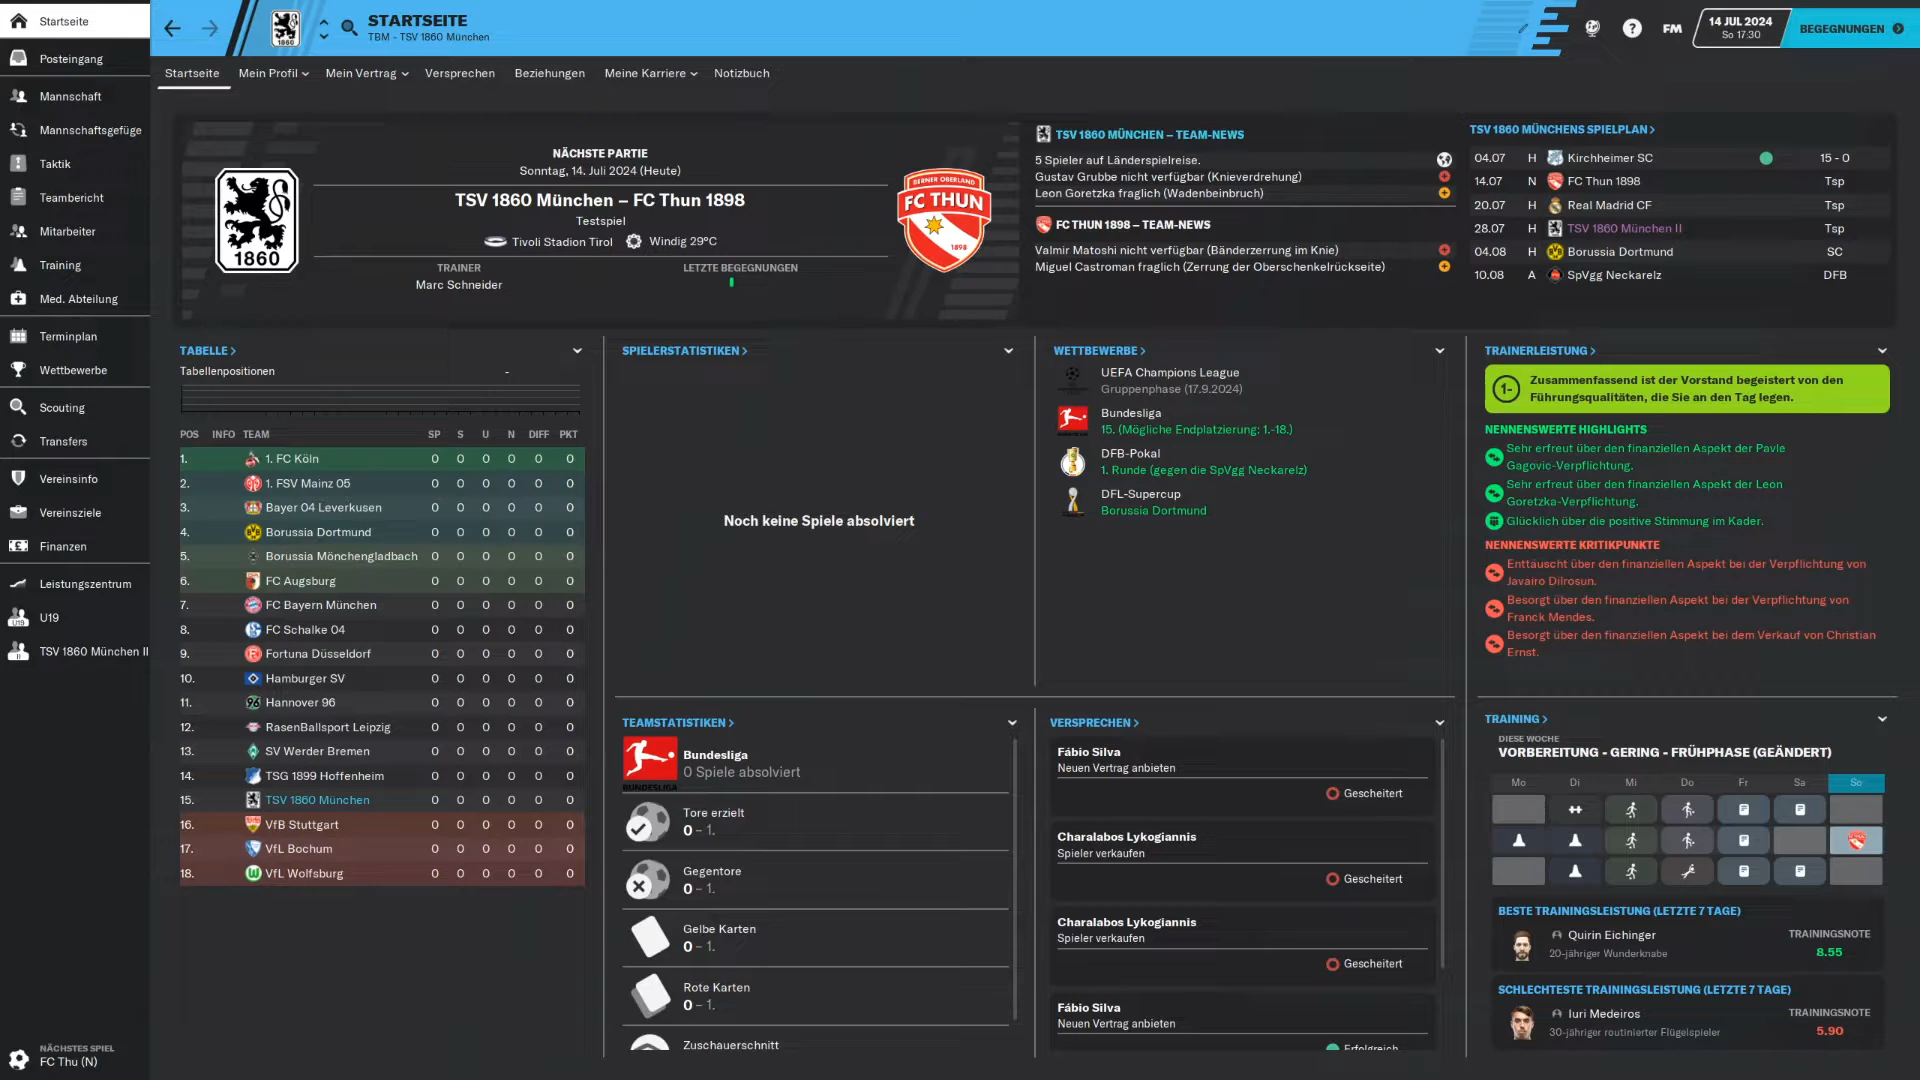 Startseite
Posteingang
Mannschaft
Mannschaftsgefüge
Taktik
Teambericht
Mitarbeiter
Training
Med. Abteilung
Terminplan
Wettbewerbe
Scouting
Transfers
Vereinsinfo
Vereinsziele
Finanzen
Leistungszentrum
U19
TSV 1860 München II
NÄCHSTES SPIEL
FC Thu (N)
STARTSEITE
TBM - TSV 1860 München
FM
14 JUL 2024
So 17:30
BEGEGNUNGEN
Startseite Mein Profil Mein Vertrag Versprechen Beziehungen Meine Karriere Notizbuch
NÄCHSTE PARTIE
Sonntag, 14. Juli 2024 (Heute)
TSV 1860 München – FC Thun 1898
Testspiel
Tivoli Stadion Tirol Windig 29°C
TRAINER
Marc Schneider
LETZTE BEGEGNUNGEN
1860
BERNER OBERLAND
FC THUN
1898
TSV 1860 MÜNCHEN – TEAM-NEWS
5 Spieler auf Länderspielreise.
Gustav Grubbe nicht verfügbar (Knieverdrehung)
Leon Goretzka fraglich (Wadenbeinbruch)
FC THUN 1898 – TEAM-NEWS
Valmir Matoshi nicht verfügbar (Bänderzerrung im Knie)
Miguel Castroman fraglich (Zerrung der Oberschenkelrückseite)
TSV 1860 MÜNCHENS SPIELPLAN
04.07 H Kirchheimer SC 15 - 0
14.07 N FC Thun 1898 Tsp
20.07 H Real Madrid CF Tsp
28.07 H TSV 1860 München II Tsp
04.08 H Borussia Dortmund SC
10.08 A SpVgg Neckarelz DFB
TABELLE
Tabellenpositionen -
POS INFO TEAM SP S U N DIFF PKT
1. 1. FC Köln 0 0 0 0 0 0
2. 1. FSV Mainz 05 0 0 0 0 0 0
3. Bayer 04 Leverkusen 0 0 0 0 0 0
4. Borussia Dortmund 0 0 0 0 0 0
5. Borussia Mönchengladbach 0 0 0 0 0 0
6. FC Augsburg 0 0 0 0 0 0
7. FC Bayern München 0 0 0 0 0 0
8. FC Schalke 04 0 0 0 0 0 0
9. Fortuna Düsseldorf 0 0 0 0 0 0
10. Hamburger SV 0 0 0 0 0 0
11. Hannover 96 0 0 0 0 0 0
12. RasenBallsport Leipzig 0 0 0 0 0 0
13. SV Werder Bremen 0 0 0 0 0 0
14. TSG 1899 Hoffenheim 0 0 0 0 0 0
15. TSV 1860 München 0 0 0 0 0 0
16. VfB Stuttgart 0 0 0 0 0 0
17. VfL Bochum 0 0 0 0 0 0
18. VfL Wolfsburg 0 0 0 0 0 0
SPIELERSTATISTIKEN
Noch keine Spiele absolviert
WETTBEWERBE
UEFA Champions League
Gruppenphase (17.9.2024)
Bundesliga
15. (Mögliche Endplatzierung: 1.-18.)
DFB-Pokal
1. Runde (gegen die SpVgg Neckarelz)
DFL-Supercup
Borussia Dortmund
TRAINERLEISTUNG
1- Zusammenfassend ist der Vorstand begeistert von den
Führungsqualitäten, die Sie an den Tag legen.
NENNENSWERTE HIGHLIGHTS
Sehr erfreut über den finanziellen Aspekt der Pavle
Gagovic-Verpflichtung.
Sehr erfreut über den finanziellen Aspekt der Leon
Goretzka-Verpflichtung.
Glücklich über die positive Stimmung im Kader.
NENNENSWERTE KRITIKPUNKTE
Enttäuscht über den finanziellen Aspekt bei der Verpflichtung von
Javairo Dilrosun.
Besorgt über den finanziellen Aspekt bei der Verpflichtung von
Franck Mendes.
Besorgt über den finanziellen Aspekt bei dem Verkauf von Christian
Ernst.
TEAMSTATISTIKEN
BUNDESLIGA
Bundesliga
0 Spiele absolviert
Tore erzielt
0 – 1.
Gegentore
0 – 1.
Gelbe Karten
0 – 1.
Rote Karten
0 – 1.
Zuschauerschnitt
VERSPRECHEN
Fábio Silva
Neuen Vertrag anbieten
Gescheitert
Charalabos Lykogiannis
Spieler verkaufen
Gescheitert
Charalabos Lykogiannis
Spieler verkaufen
Gescheitert
Fábio Silva
Neuen Vertrag anbieten
Erfolgreich
TRAINING
DIESE WOCHE
VORBEREITUNG - GERING - FRÜHPHASE (GEÄNDERT)
Mo Di Mi Do Fr Sa So
BESTE TRAININGSLEISTUNG (LETZTE 7 TAGE)
Quirin Eichinger
20-jähriger Wunderknabe
TRAININGSNOTE
8.55
SCHLECHTESTE TRAININGSLEISTUNG (LETZTE 7 TAGE)
Iuri Medeiros
30-jähriger routinierter Flügelspieler
TRAININGSNOTE
5.90